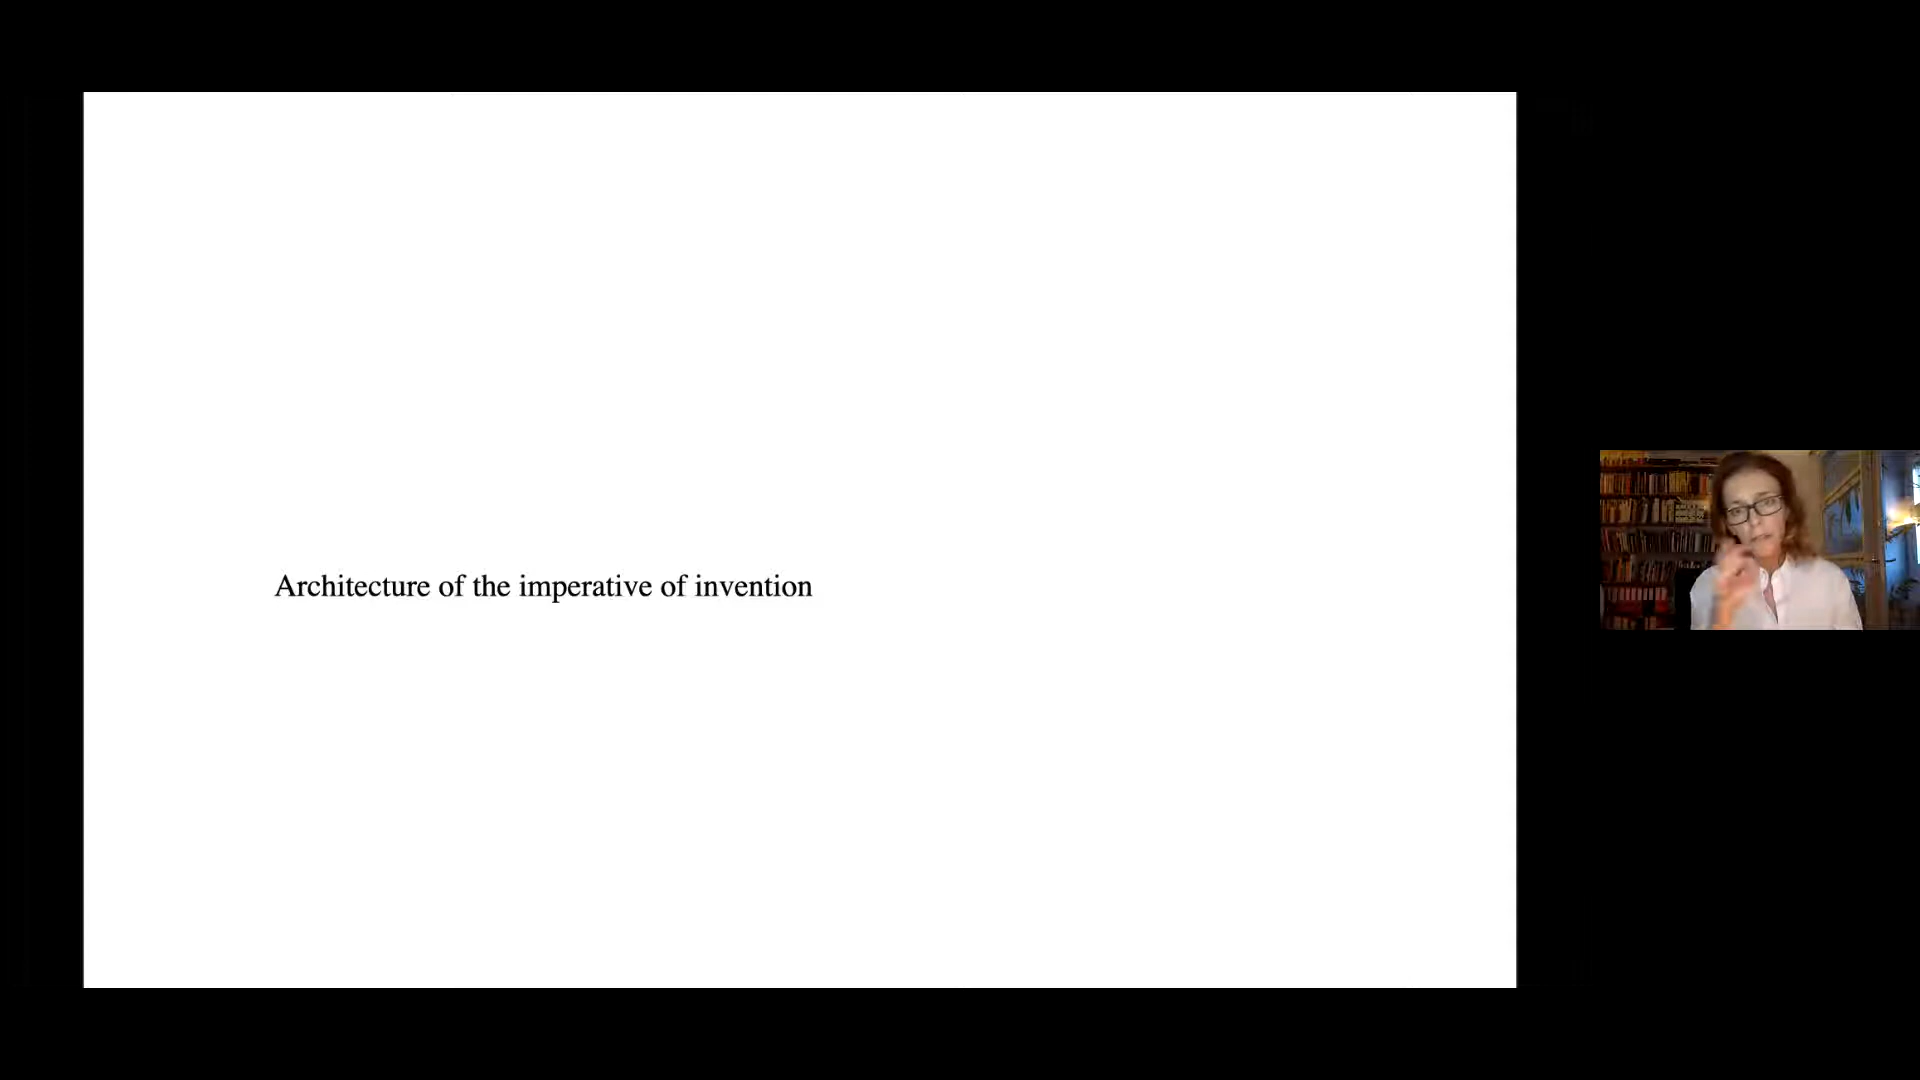 Architecture of the imperative of invention